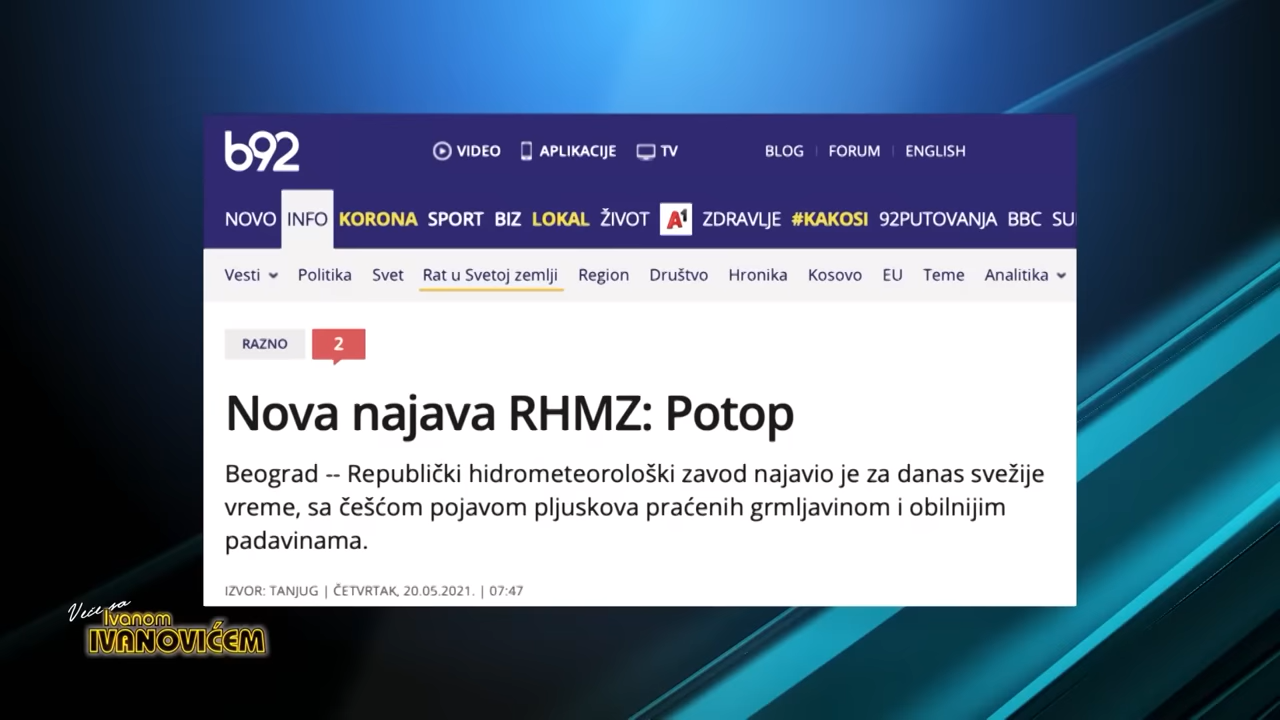 b92
VIDEO APLIKACIJE TV BLOG FORUM ENGLISH
NOVO INFO KORONA SPORT BIZ LOKAL ŽIVOT A1 ZDRAVLJE #KAKOSI 92PUTOVANJA BBC SU
Vesti Politika Svet Rat u Svetoj zemlji Region Društvo Hronika Kosovo EU Teme Analitika
RAZNO 2
Nova najava RHMZ: Potop
Beograd -- Republički hidrometeorološki zavod najavio je za danas svežije
vreme, sa češćom pojavom pljuskova praćenih grmljavinom i obilnijim
padavinama.
IZVOR: TANJUG | ČETVRTAK, 20.05.2021. | 07:47
Veče sa
Ivanom
IVANOVIĆEM